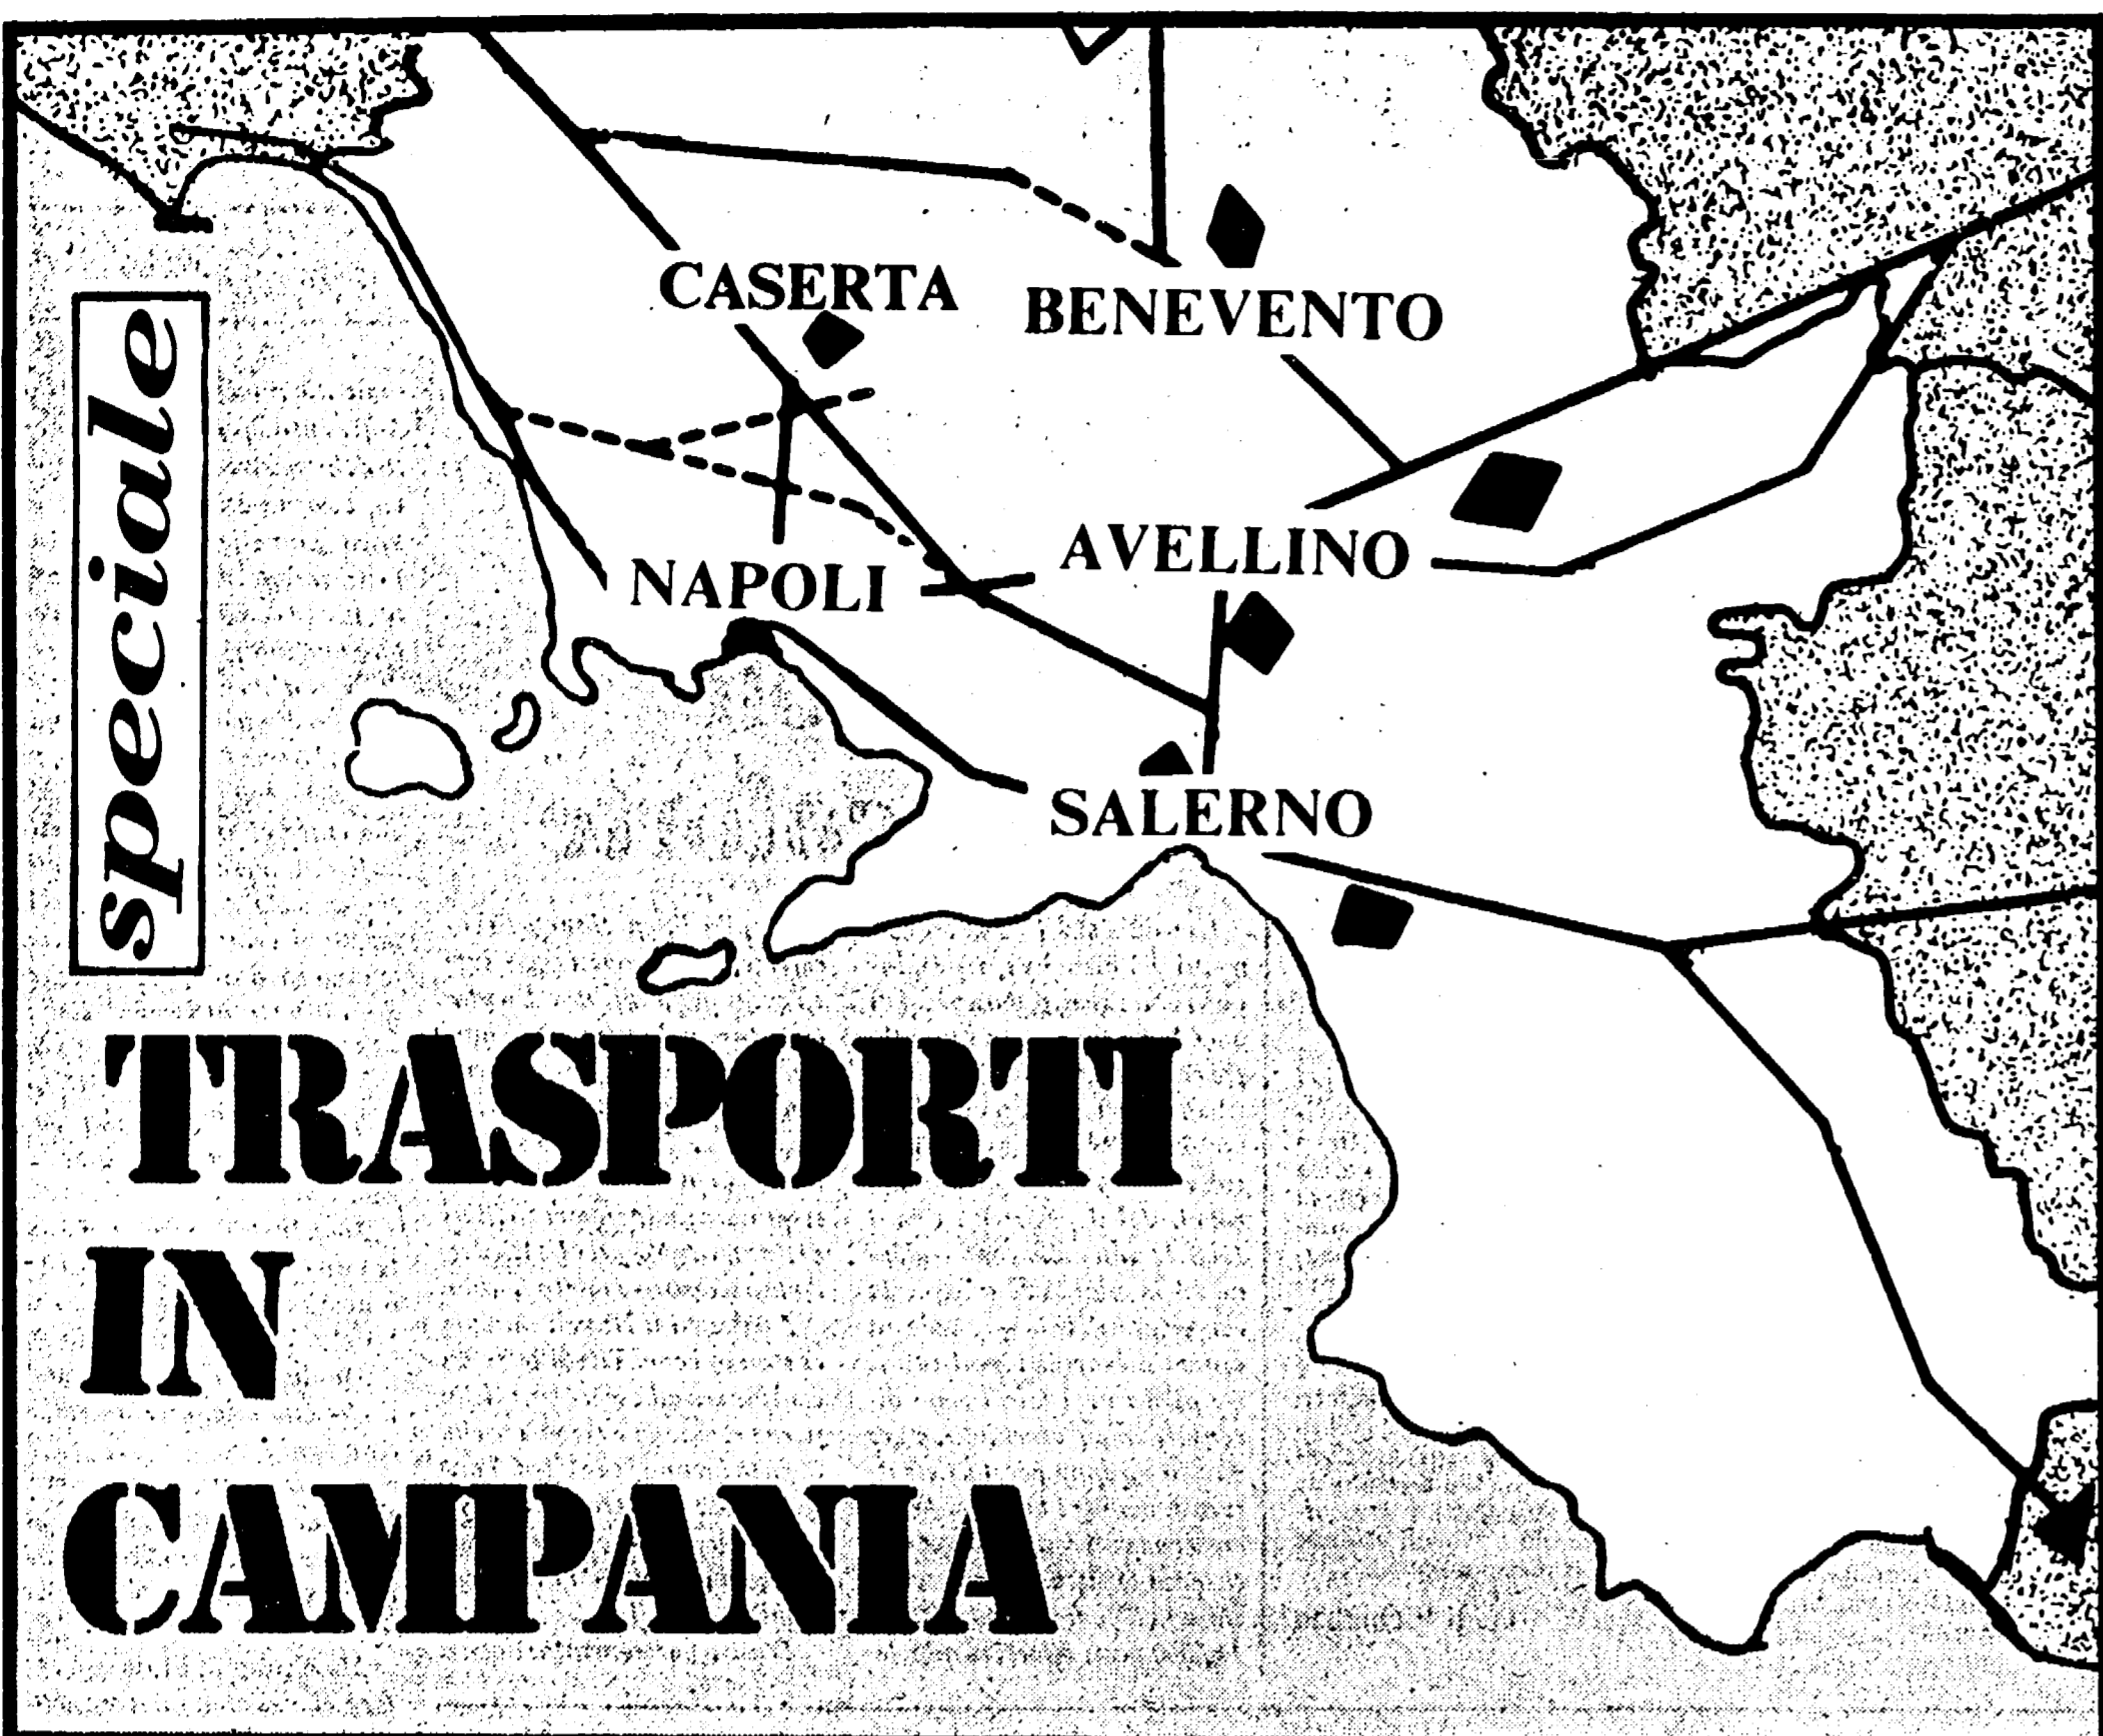 speciale
CASERTA
BENEVENTO
AVELLINO
NAPOLI
SALERNO
TRASPORTI
IN
CAMPANIA